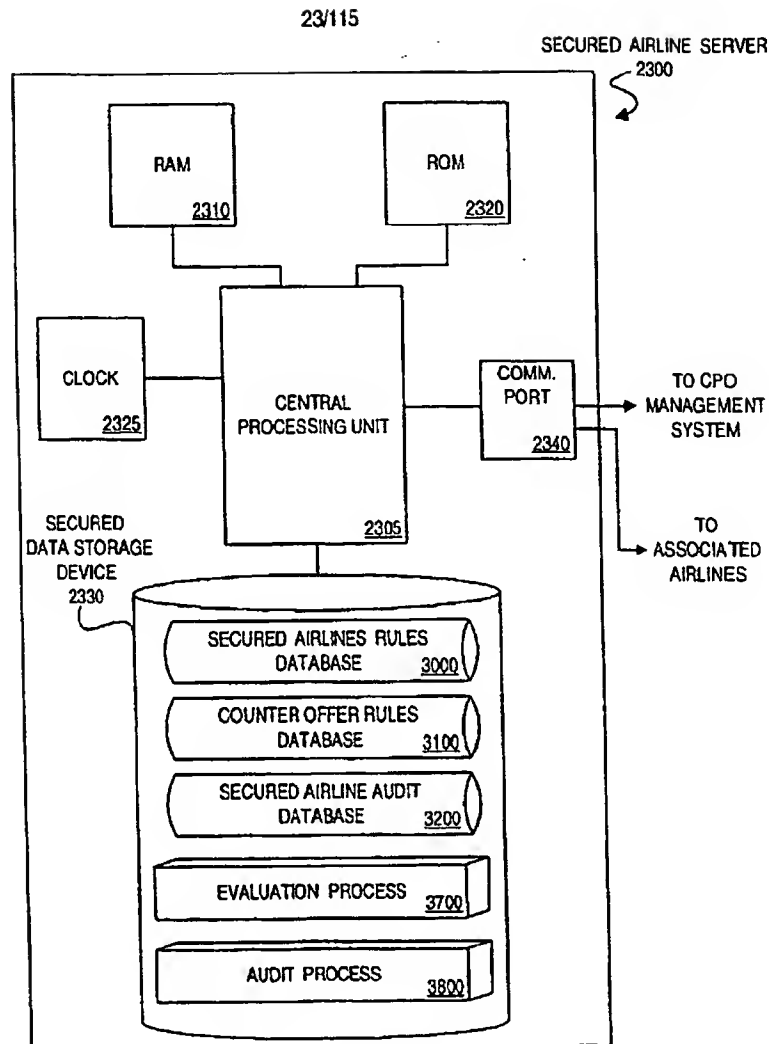 23/115
SECURED AIRLINE SERVER
2300
RAM
2310
ROM
2320
CLOCK
2325
CENTRAL
PROCESSING UNIT
2305
COMM.
PORT
2340
TO CPO
MANAGEMENT
SYSTEM
TO
ASSOCIATED
AIRLINES
SECURED
DATA STORAGE
DEVICE
2330
SECURED AIRLINES RULES
DATABASE
3000
COUNTER OFFER RULES
DATABASE
3100
SECURED AIRLINE AUDIT
DATABASE
3200
EVALUATION PROCESS
3700
AUDIT PROCESS
3800